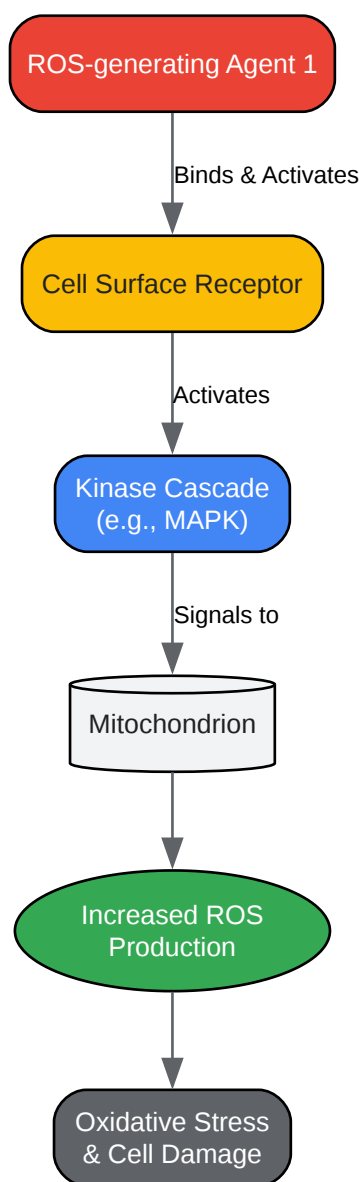 ROS-generating Agent 1
Binds & Activates
Cell Surface Receptor
Activates
Kinase Cascade
(e.g., MAPK)
Signals to
Mitochondrion
Increased ROS
Production
Oxidative Stress
& Cell Damage